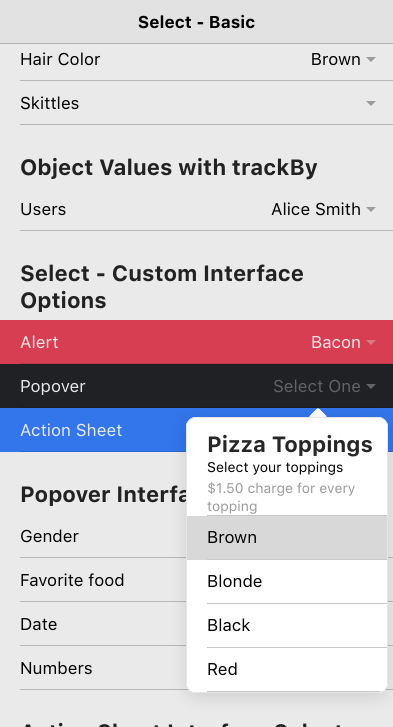 Select - Basic
Hair Color Brown
Skittles
Object Values with trackBy
Users Alice Smith
Select - Custom Interface
Options
Alert Bacon
Popover Select One
Action Sheet
Pizza Toppings
Select your toppings
$1.50 charge for every
topping
Brown
Blonde
Black
Red
Popover Interfa
Gender
Favorite food
Date
Numbers